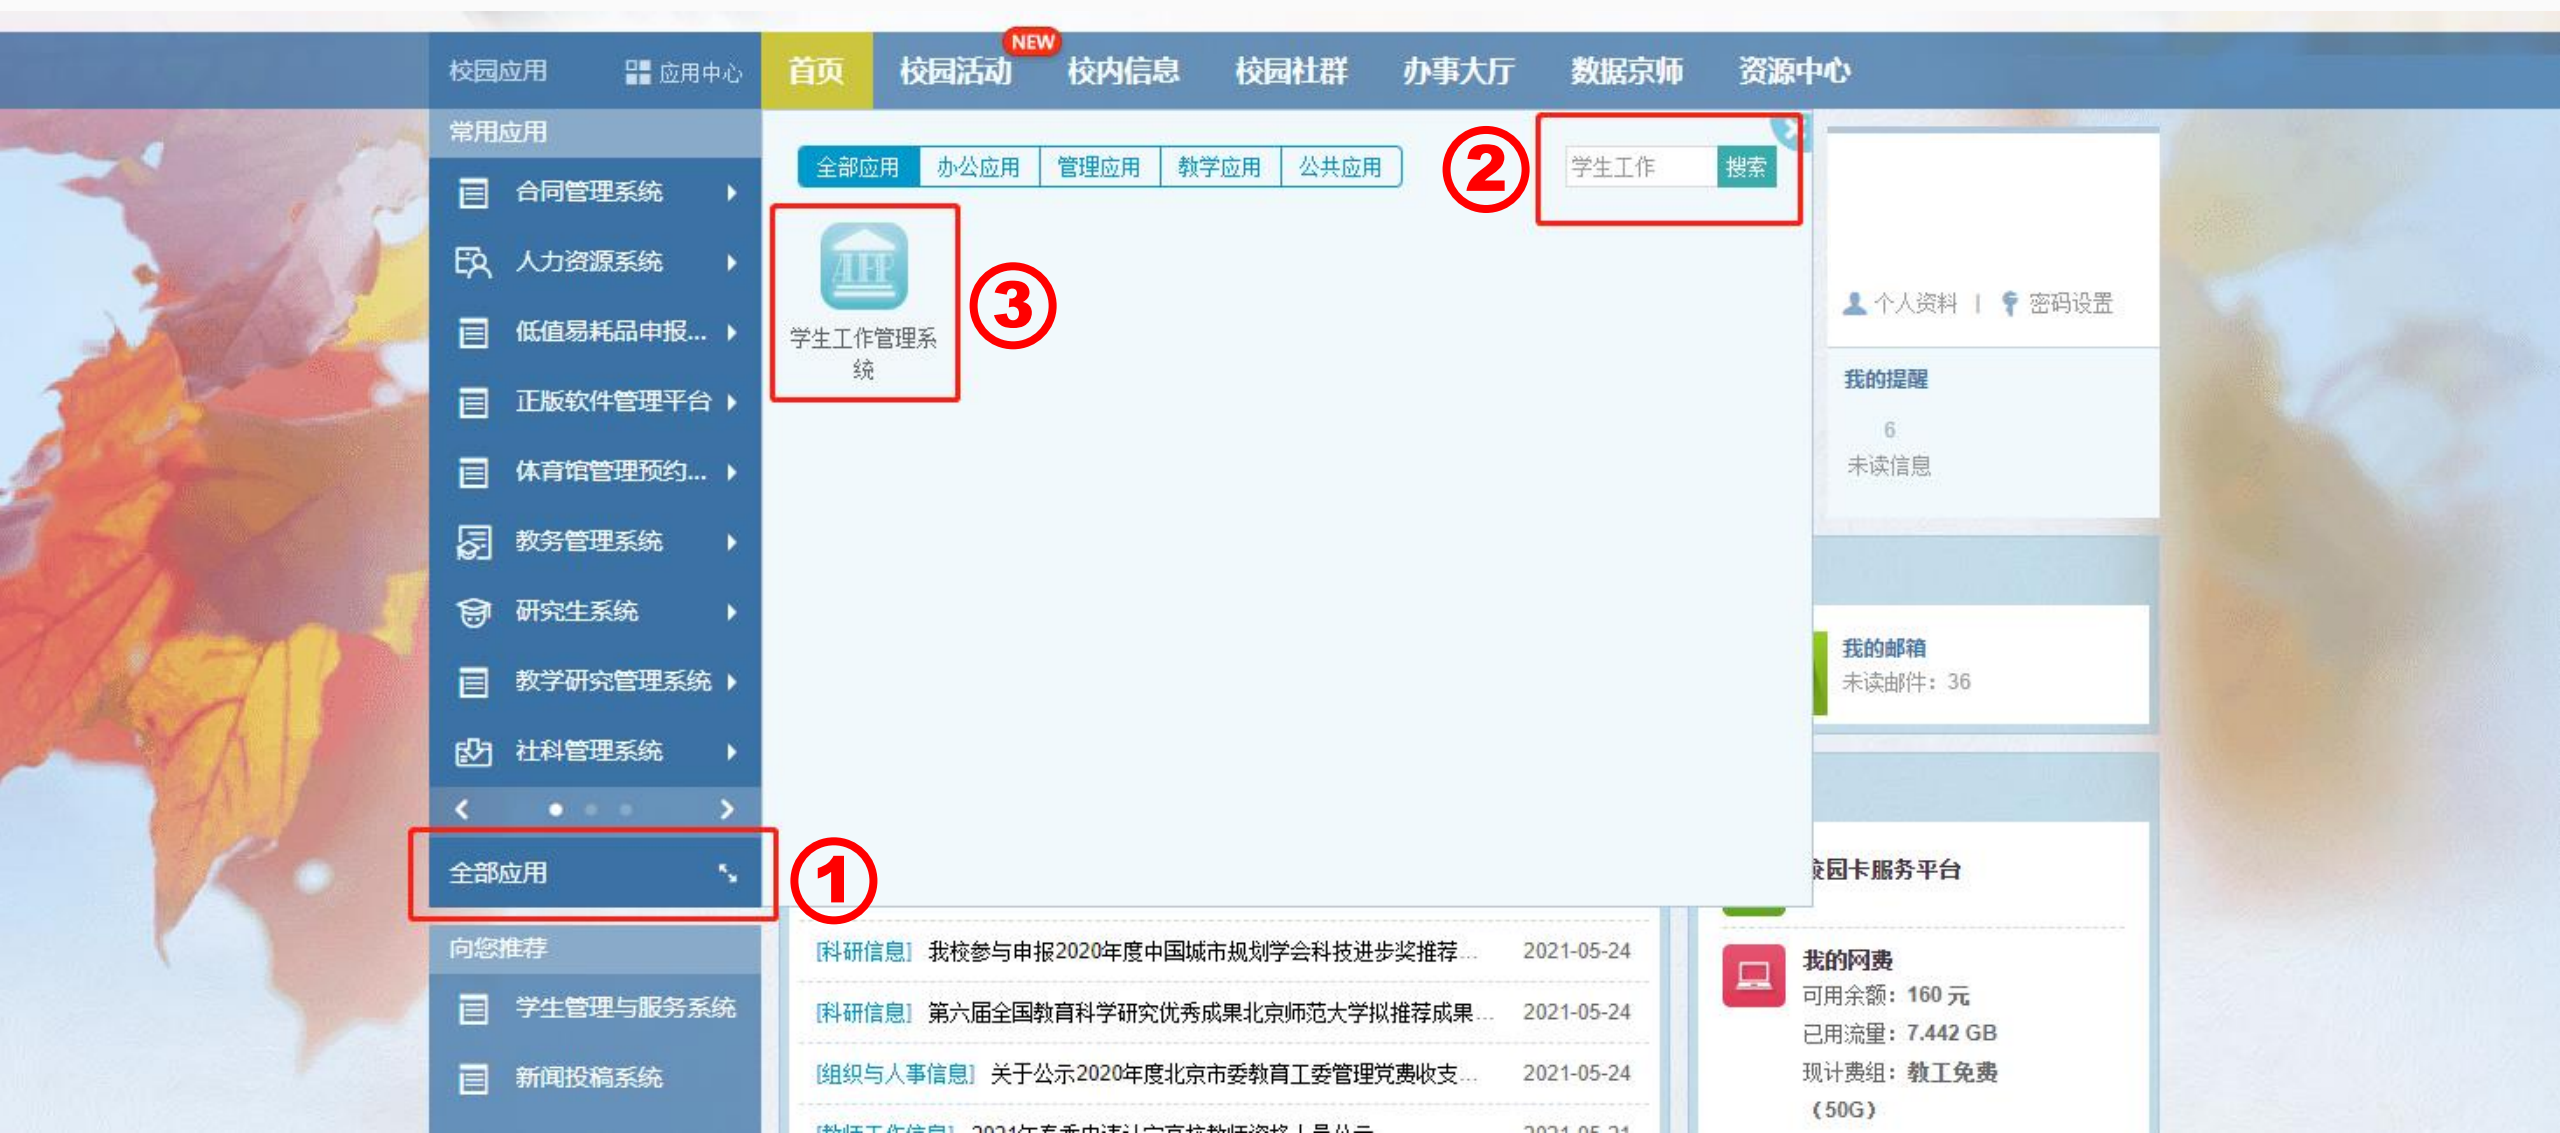 校园应用
应用中心
首页
校园活动
NEW
校内信息
校园社群
办事大厅
数据京师
资源中心
常用应用
合同管理系统
人力资源系统
低值易耗品申报...
正版软件管理平台
体育馆管理预约...
教务管理系统
研究生系统
教学研究管理系统
社科管理系统
全部应用
①
向您推荐
学生管理与服务系统
新闻投稿系统
全部应用
办公应用
管理应用
教学应用
公共应用
②
学生工作
搜索
APP
学生工作管理系
统
③
[科研信息] 我校参与申报2020年度中国城市规划学会科技进步奖推荐... 2021-05-24
[科研信息] 第六届全国教育科学研究优秀成果北京师范大学拟推荐成果... 2021-05-24
[组织与人事信息] 关于公示2020年度北京市委教育工委管理党费收支... 2021-05-24
个人资料 | 密码设置
我的提醒
6
未读信息
我的邮箱
未读邮件：36
校园卡服务平台
我的网费
可用余额：160 元
已用流量：7.442 GB
现计费组：教工免费
（50G）